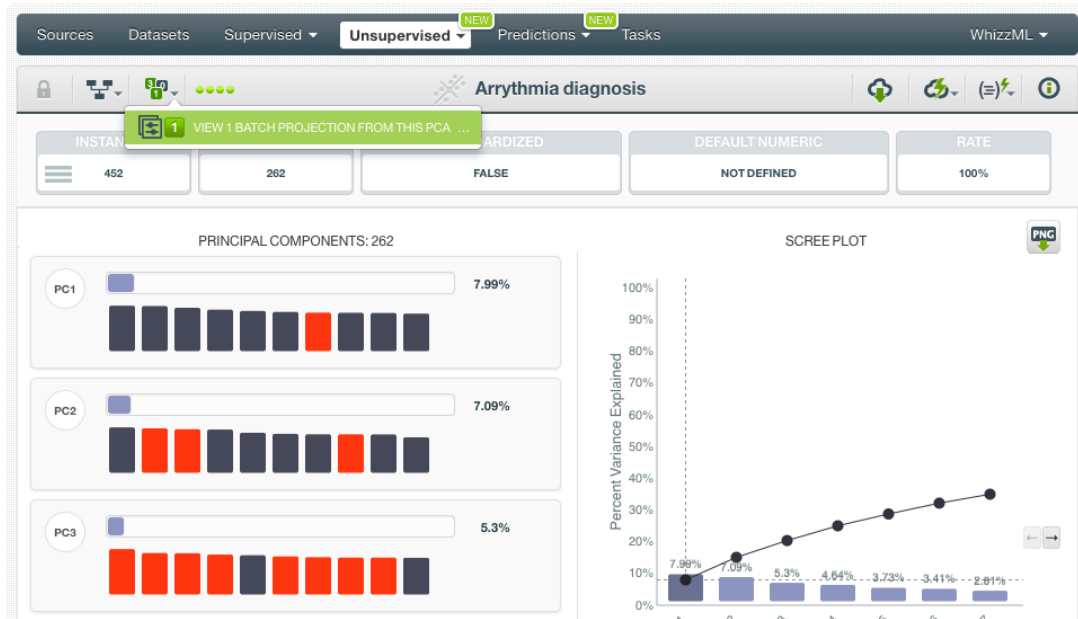 NEW NEW
Sources Datasets Supervised Unsupervised Predictions Tasks WhizzML
Arrythmia diagnosis
1 VIEW 1 BATCH PROJECTION FROM THIS PCA ...
DEFAULT NUMERIC RATE
452 262 FALSE NOT DEFINED 100%
PRINCIPAL COMPONENTS: 262
SCREE PLOT
PNG
PC1 7.99%
PC2 7.09%
PC3 5.3%
Percent Variance Explained
100%
90%
80%
70%
60%
50%
40%
30%
20%
10%
0%
7.99% 7.09% 5.3% 4.64% 3.73% 3.41% 2.81%